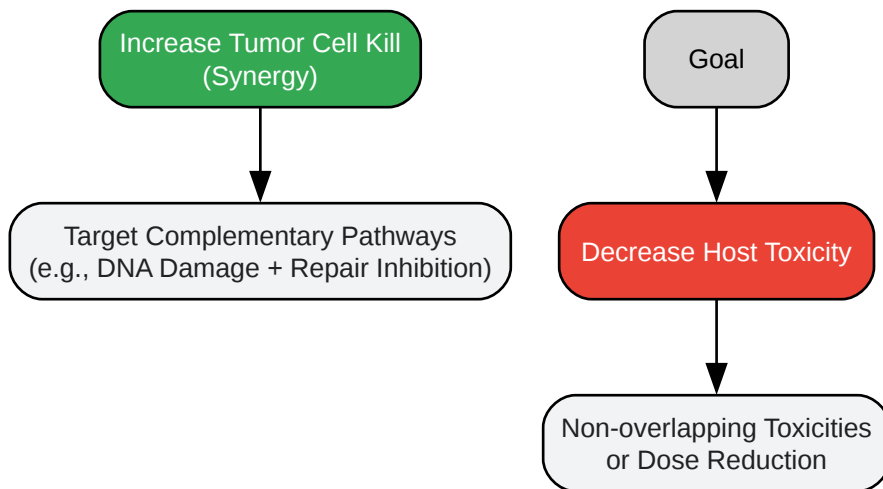 Increase Tumor Cell Kill
(Synergy)
Target Complementary Pathways
(e.g., DNA Damage + Repair Inhibition)
Goal
Decrease Host Toxicity
Non-overlapping Toxicities
or Dose Reduction